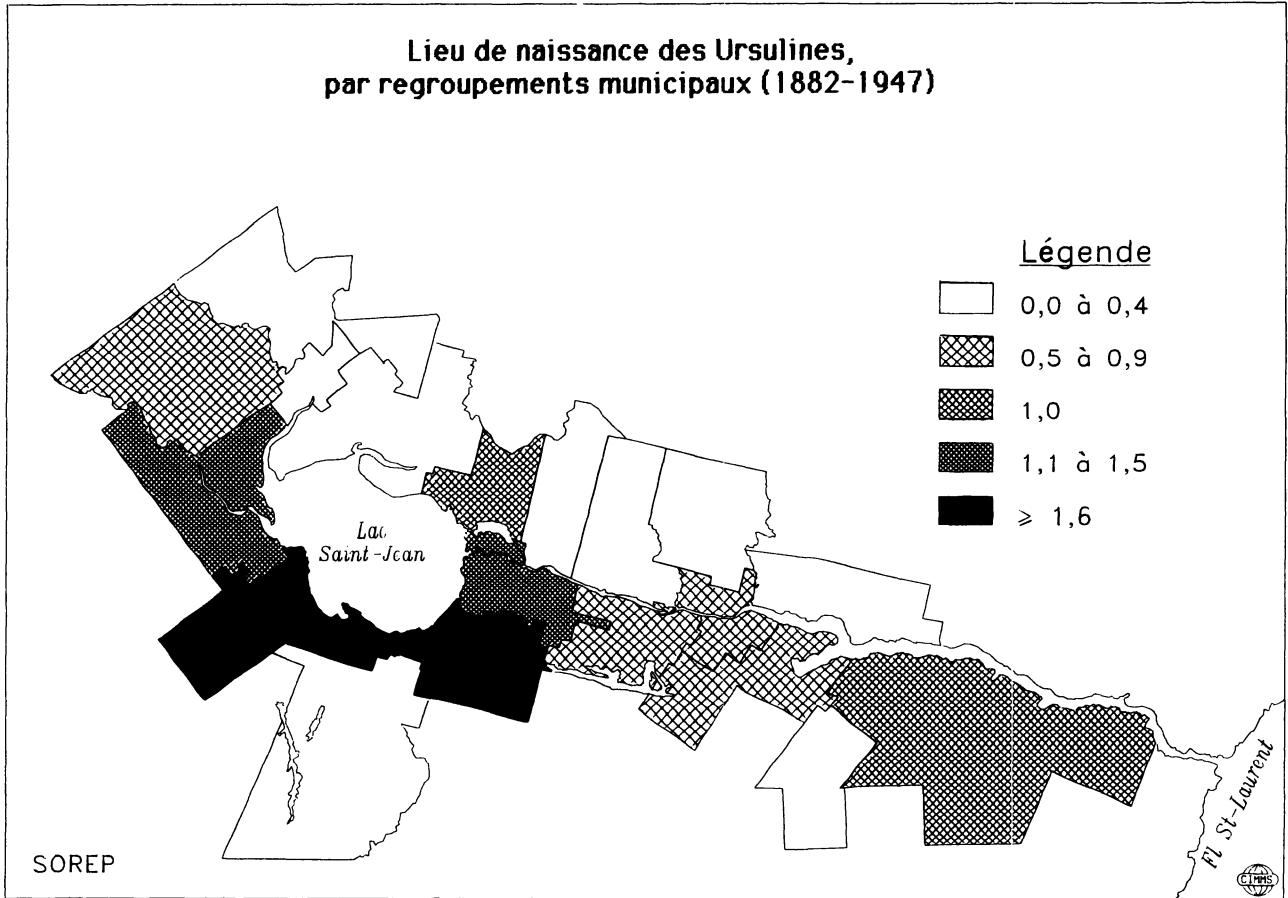 Lieu de naissance des Ursulines,
par regroupements municipaux (1882-1947)
Légende
0,0 à 0,4
0,5 à 0,9
1,0
1,1 à 1,5
⩾ 1,6
Lac
Saint-Jean
Fl St-Laurent
SOREP
CIMMS